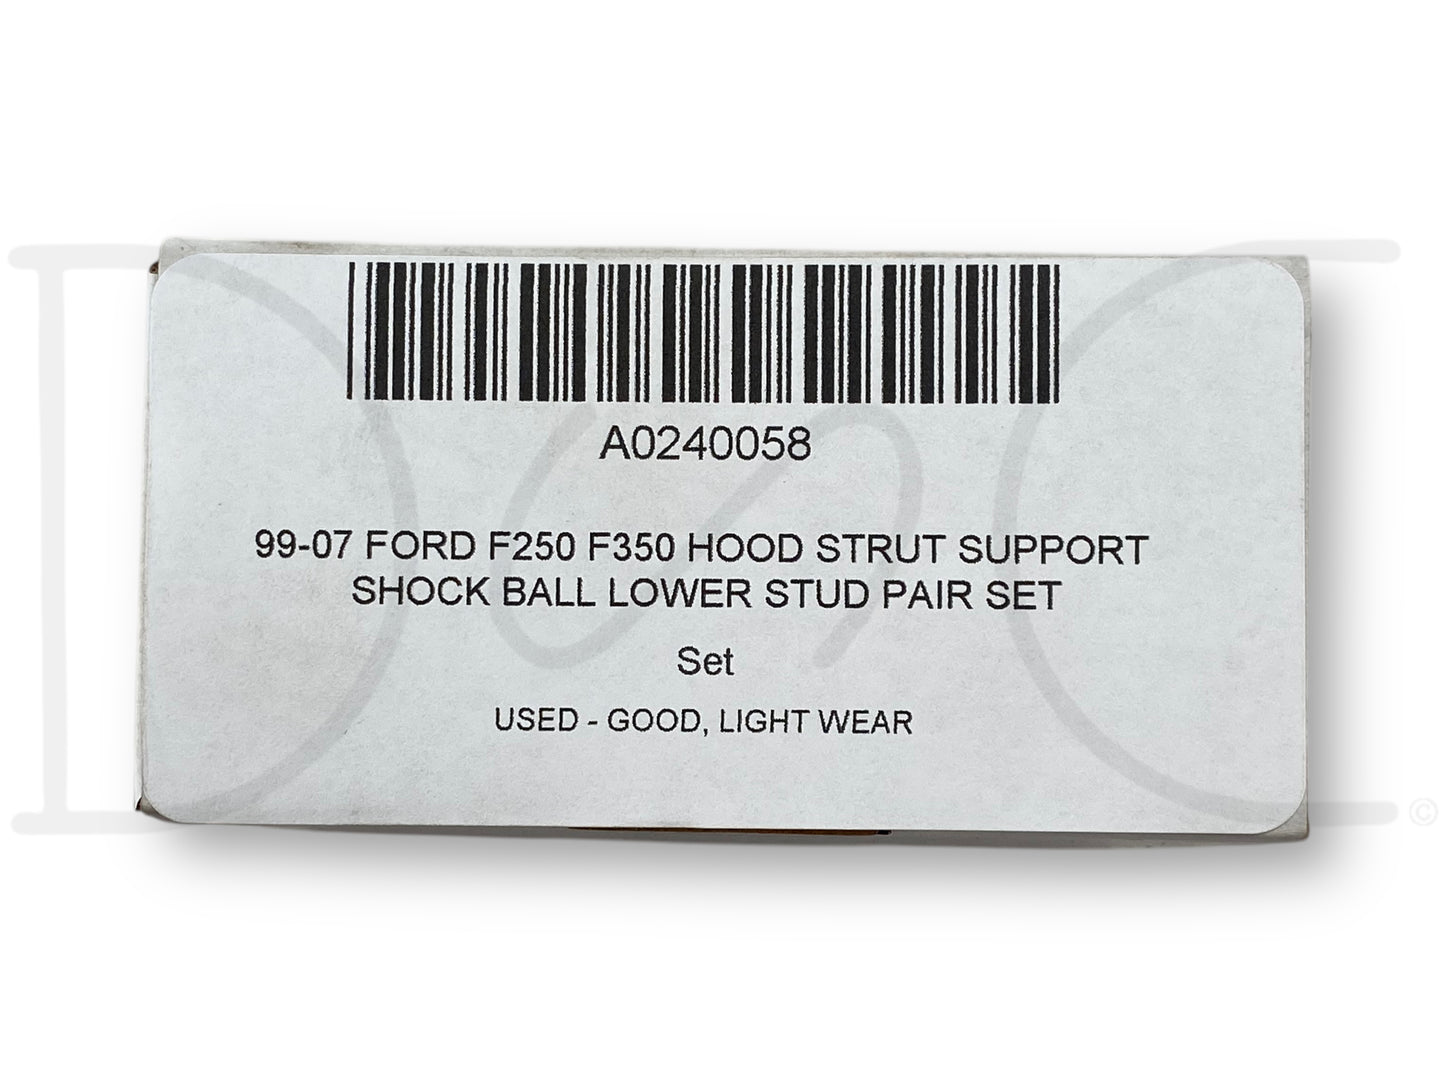 A0240058
99-07 FORD F250 F350 HOOD STRUT SUPPORT
SHOCK BALL LOWER STUD PAIR SET
Set
USED - GOOD, LIGHT WEAR
©